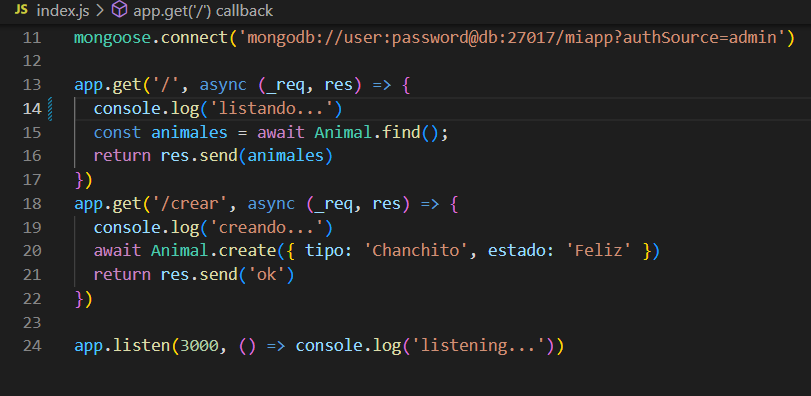 JS index.js > app.get('/') callback
11 mongoose.connect('mongodb://user:password@db:27017/miapp?authSource=admin')
12
13 app.get('/', async (_req, res) => {
14 console.log('listando...')
15 const animales = await Animal.find();
16 return res.send(animales)
17 })
18 app.get('/crear', async (_req, res) => {
19 console.log('creando...')
20 await Animal.create({ tipo: 'Chanchito', estado: 'Feliz' })
21 return res.send('ok')
22 })
23
24 app.listen(3000, () => console.log('listening...'))